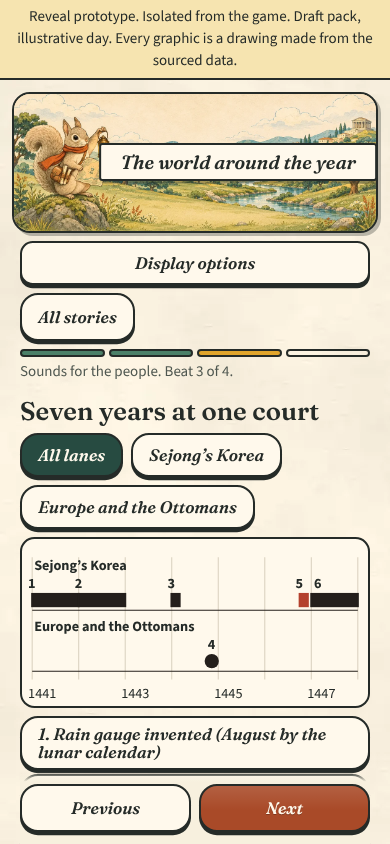 Reveal prototype. Isolated from the game. Draft pack,
illustrative day. Every graphic is a drawing made from the
sourced data.
The world around the year
Display options
All stories
Sounds for the people. Beat 3 of 4.
Seven years at one court
All lanes
Sejong’s Korea
Europe and the Ottomans
Sejong’s Korea
1 2 3 5 6
Europe and the Ottomans
4
1441 1443 1445 1447
1. Rain gauge invented (August by the
lunar calendar)
Previous
Next